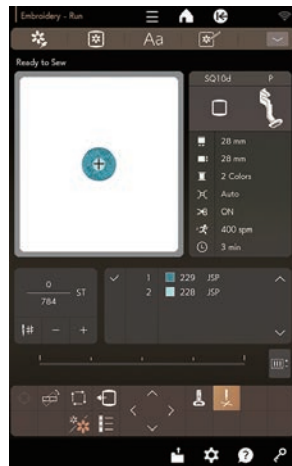 Embroidery - Run
Aa
Ready to Sew
SQ10d P
28 mm
28 mm
2 Colors
Auto
ON
400 spm
3 min
0
784
ST
1 229 JSP
2 228 JSP
# - +